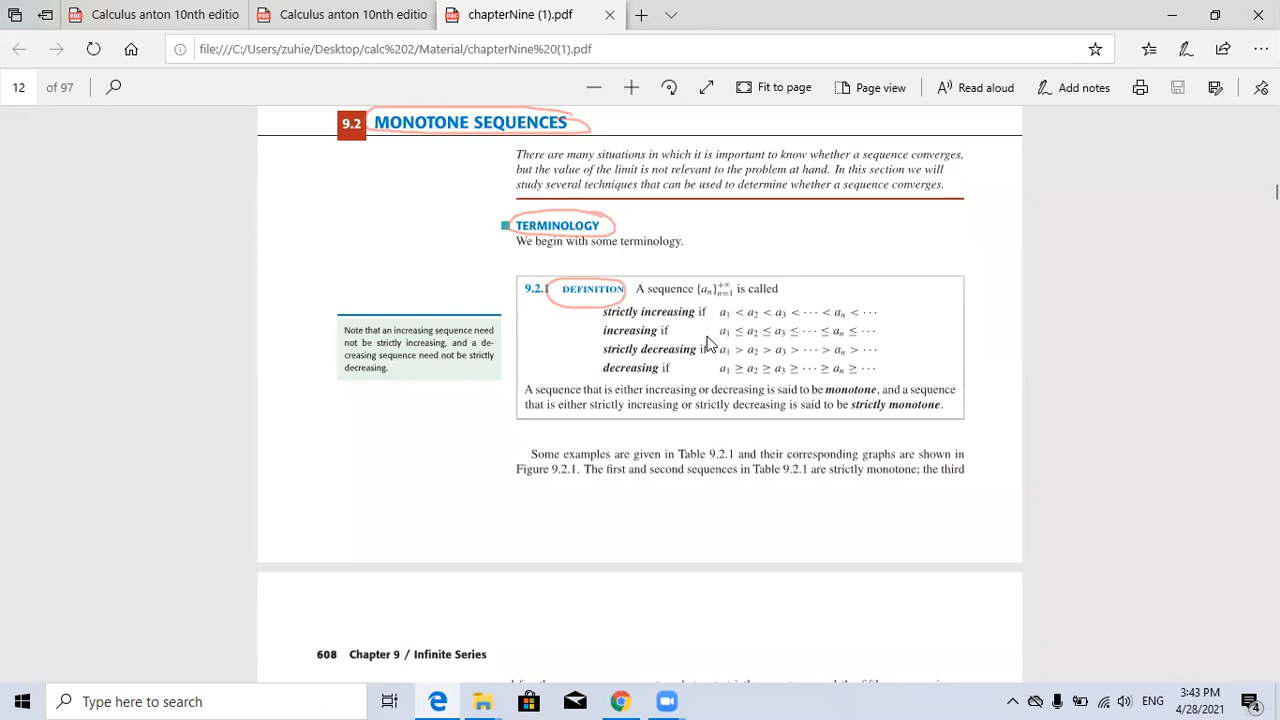 Calculus anton
Calculus anton Solution.pdf
chapterNine (1).pdf
file:///C:/Users/zuhie/Desktop/calc%202/Material/chapterNine%20(1).pdf
12 of 97
Fit to page
Page view
Read aloud
Add notes
9.2 MONOTONE SEQUENCES
There are many situations in which it is important to know whether a sequence converges,
but the value of the limit is not relevant to the problem at hand. In this section we will
study several techniques that can be used to determine whether a sequence converges.
TERMINOLOGY
We begin with some terminology.
9.2.1 DEFINITION A sequence {aₙ}ₙ₌₁⁺∞ is called
strictly increasing if a₁ < a₂ < a₃ < ··· < aₙ < ···
increasing if a₁ ≤ a₂ ≤ a₃ ≤ ··· ≤ aₙ ≤ ···
strictly decreasing if a₁ > a₂ > a₃ > ··· > aₙ > ···
decreasing if a₁ ≥ a₂ ≥ a₃ ≥ ··· ≥ aₙ ≥ ···
A sequence that is either increasing or decreasing is said to be monotone, and a sequence
that is either strictly increasing or strictly decreasing is said to be strictly monotone.
Note that an increasing sequence need
not be strictly increasing, and a de-
creasing sequence need not be strictly
decreasing.
Some examples are given in Table 9.2.1 and their corresponding graphs are shown in
Figure 9.2.1. The first and second sequences in Table 9.2.1 are strictly monotone; the third
608 Chapter 9 / Infinite Series
Type here to search
ENG
3:43 PM
4/28/2021
4